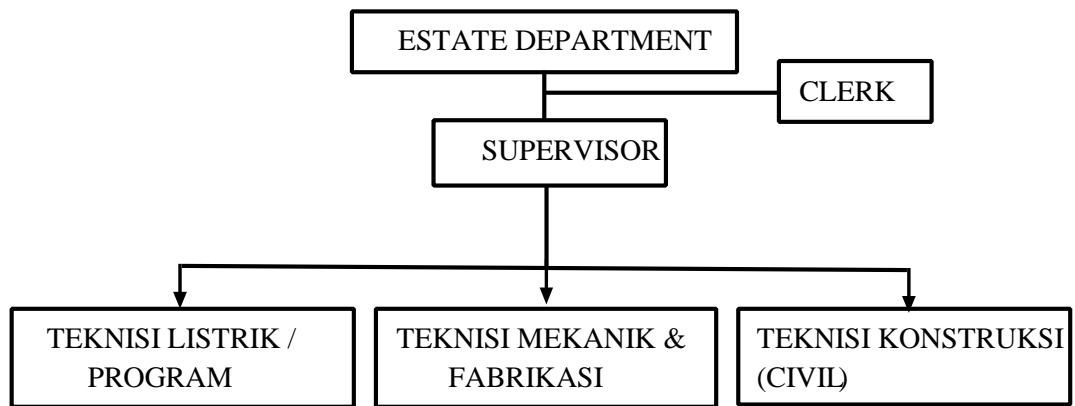 ESTATE DEPARTMENT
CLERK
SUPERVISOR
TEKNISI LISTRIK /
PROGRAM
TEKNISI MEKANIK &
FABRIKASI
TEKNISI KONSTRUKSI
(CIVIL)